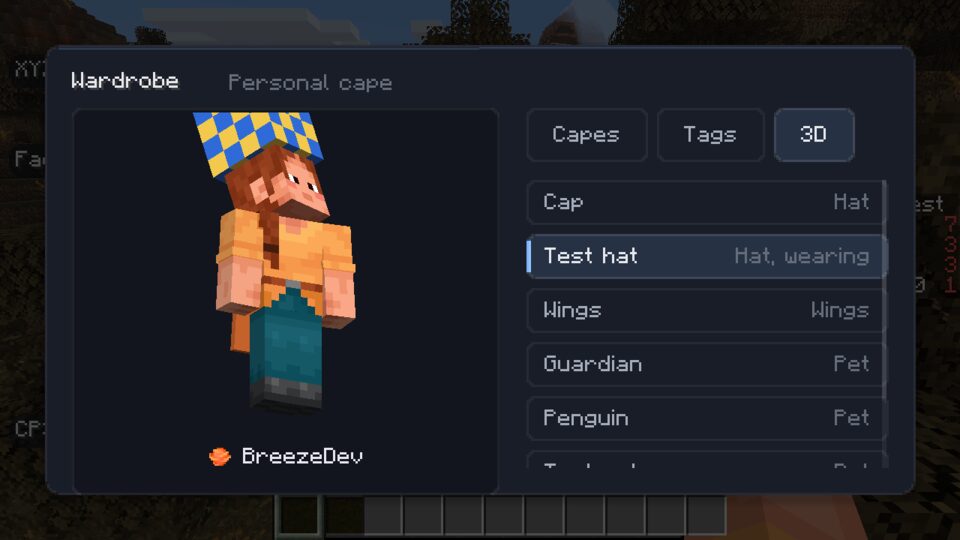 Wardrobe
Personal cape
Capes
Tags
3D
Cap Hat
Test hat Hat, wearing
Wings Wings
Guardian Pet
Penguin Pet
BreezeDev